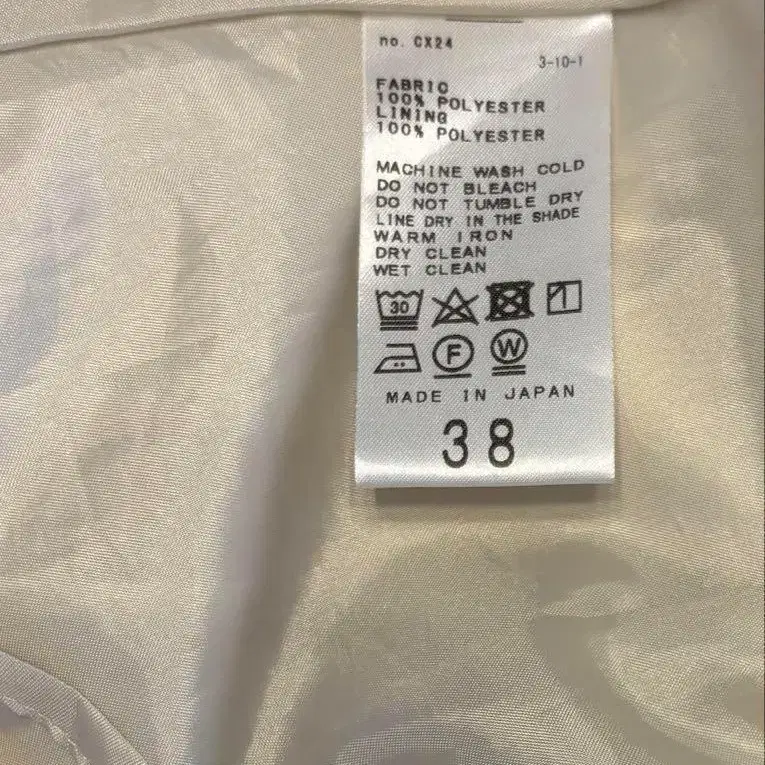 no. CX24
3-10-1
FABRIC
100% POLYESTER
LINING
100% POLYESTER
MACHINE WASH COLD
DO NOT BLEACH
DO NOT TUMBLE DRY
LINE DRY IN THE SHADE
WARM IRON
DRY CLEAN
WET CLEAN
30
F W
MADE IN JAPAN
38